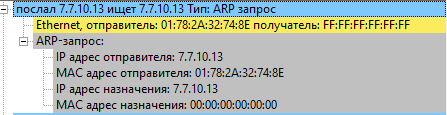 послал 7.7.10.13 ищет 7.7.10.13 Тип: ARP запрос
Ethernet, отправитель: 01:78:2A:32:74:8E получатель: FF:FF:FF:FF:FF:FF
ARP-запрос:
IP адрес отправителя: 7.7.10.13
MAC адрес отправителя: 01:78:2A:32:74:8E
IP адрес назначения: 7.7.10.13
MAC адрес назначения: 00:00:00:00:00:00